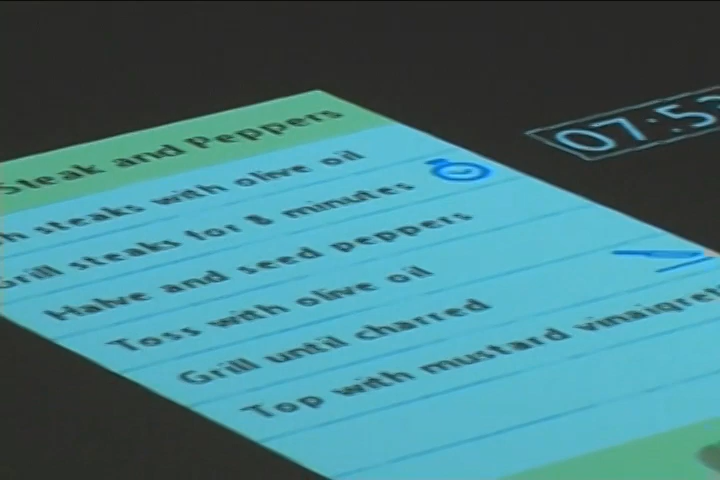 Steak and Peppers
steaks with olive oil
Grill steaks for 8 minutes
Halve and seed peppers
Toss with olive oil
Grill until charred
Top with mustard
07:5